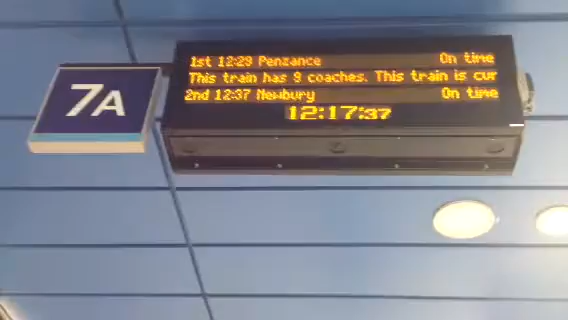 7A
1st 12:29 Penzance On time
This train has 9 coaches. This train is cur
2nd 12:37 Newbury On time
12:17:37